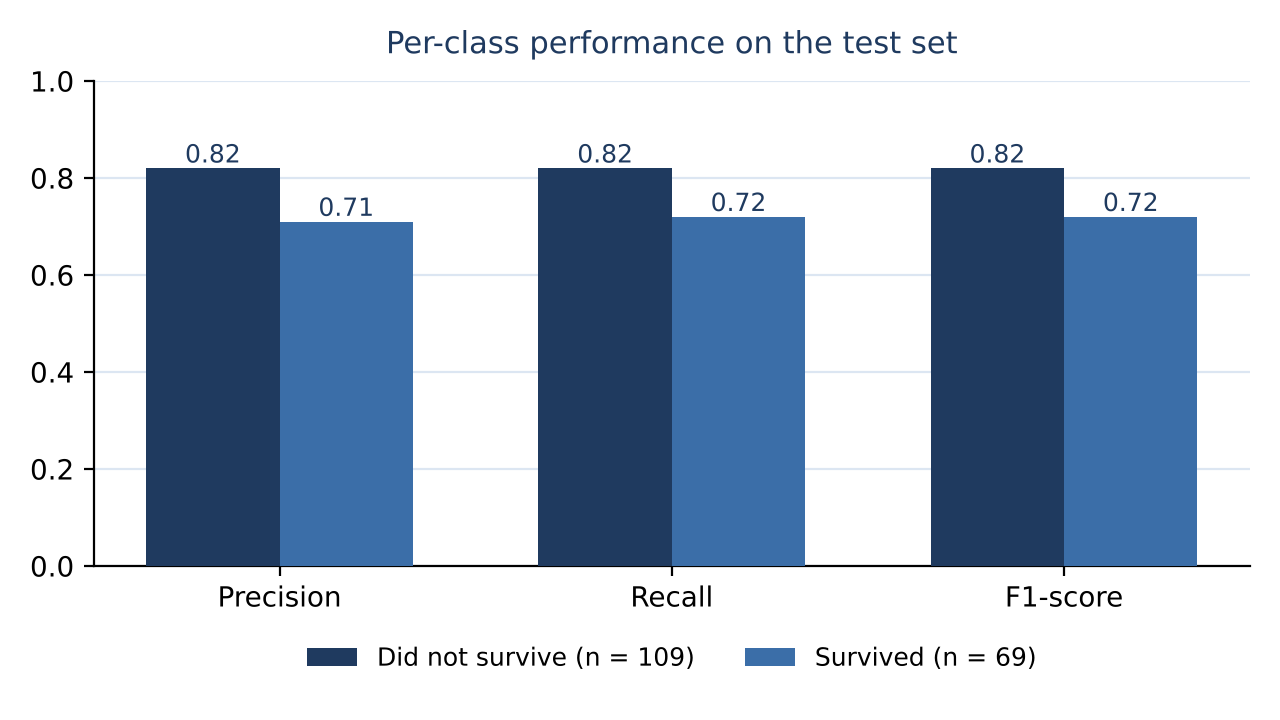 Per-class performance on the test set
1.0
0.8
0.6
0.4
0.2
0.0
0.82
0.71
0.82
0.72
0.82
0.72
Precision
Recall
F1-score
Did not survive (n = 109)
Survived (n = 69)